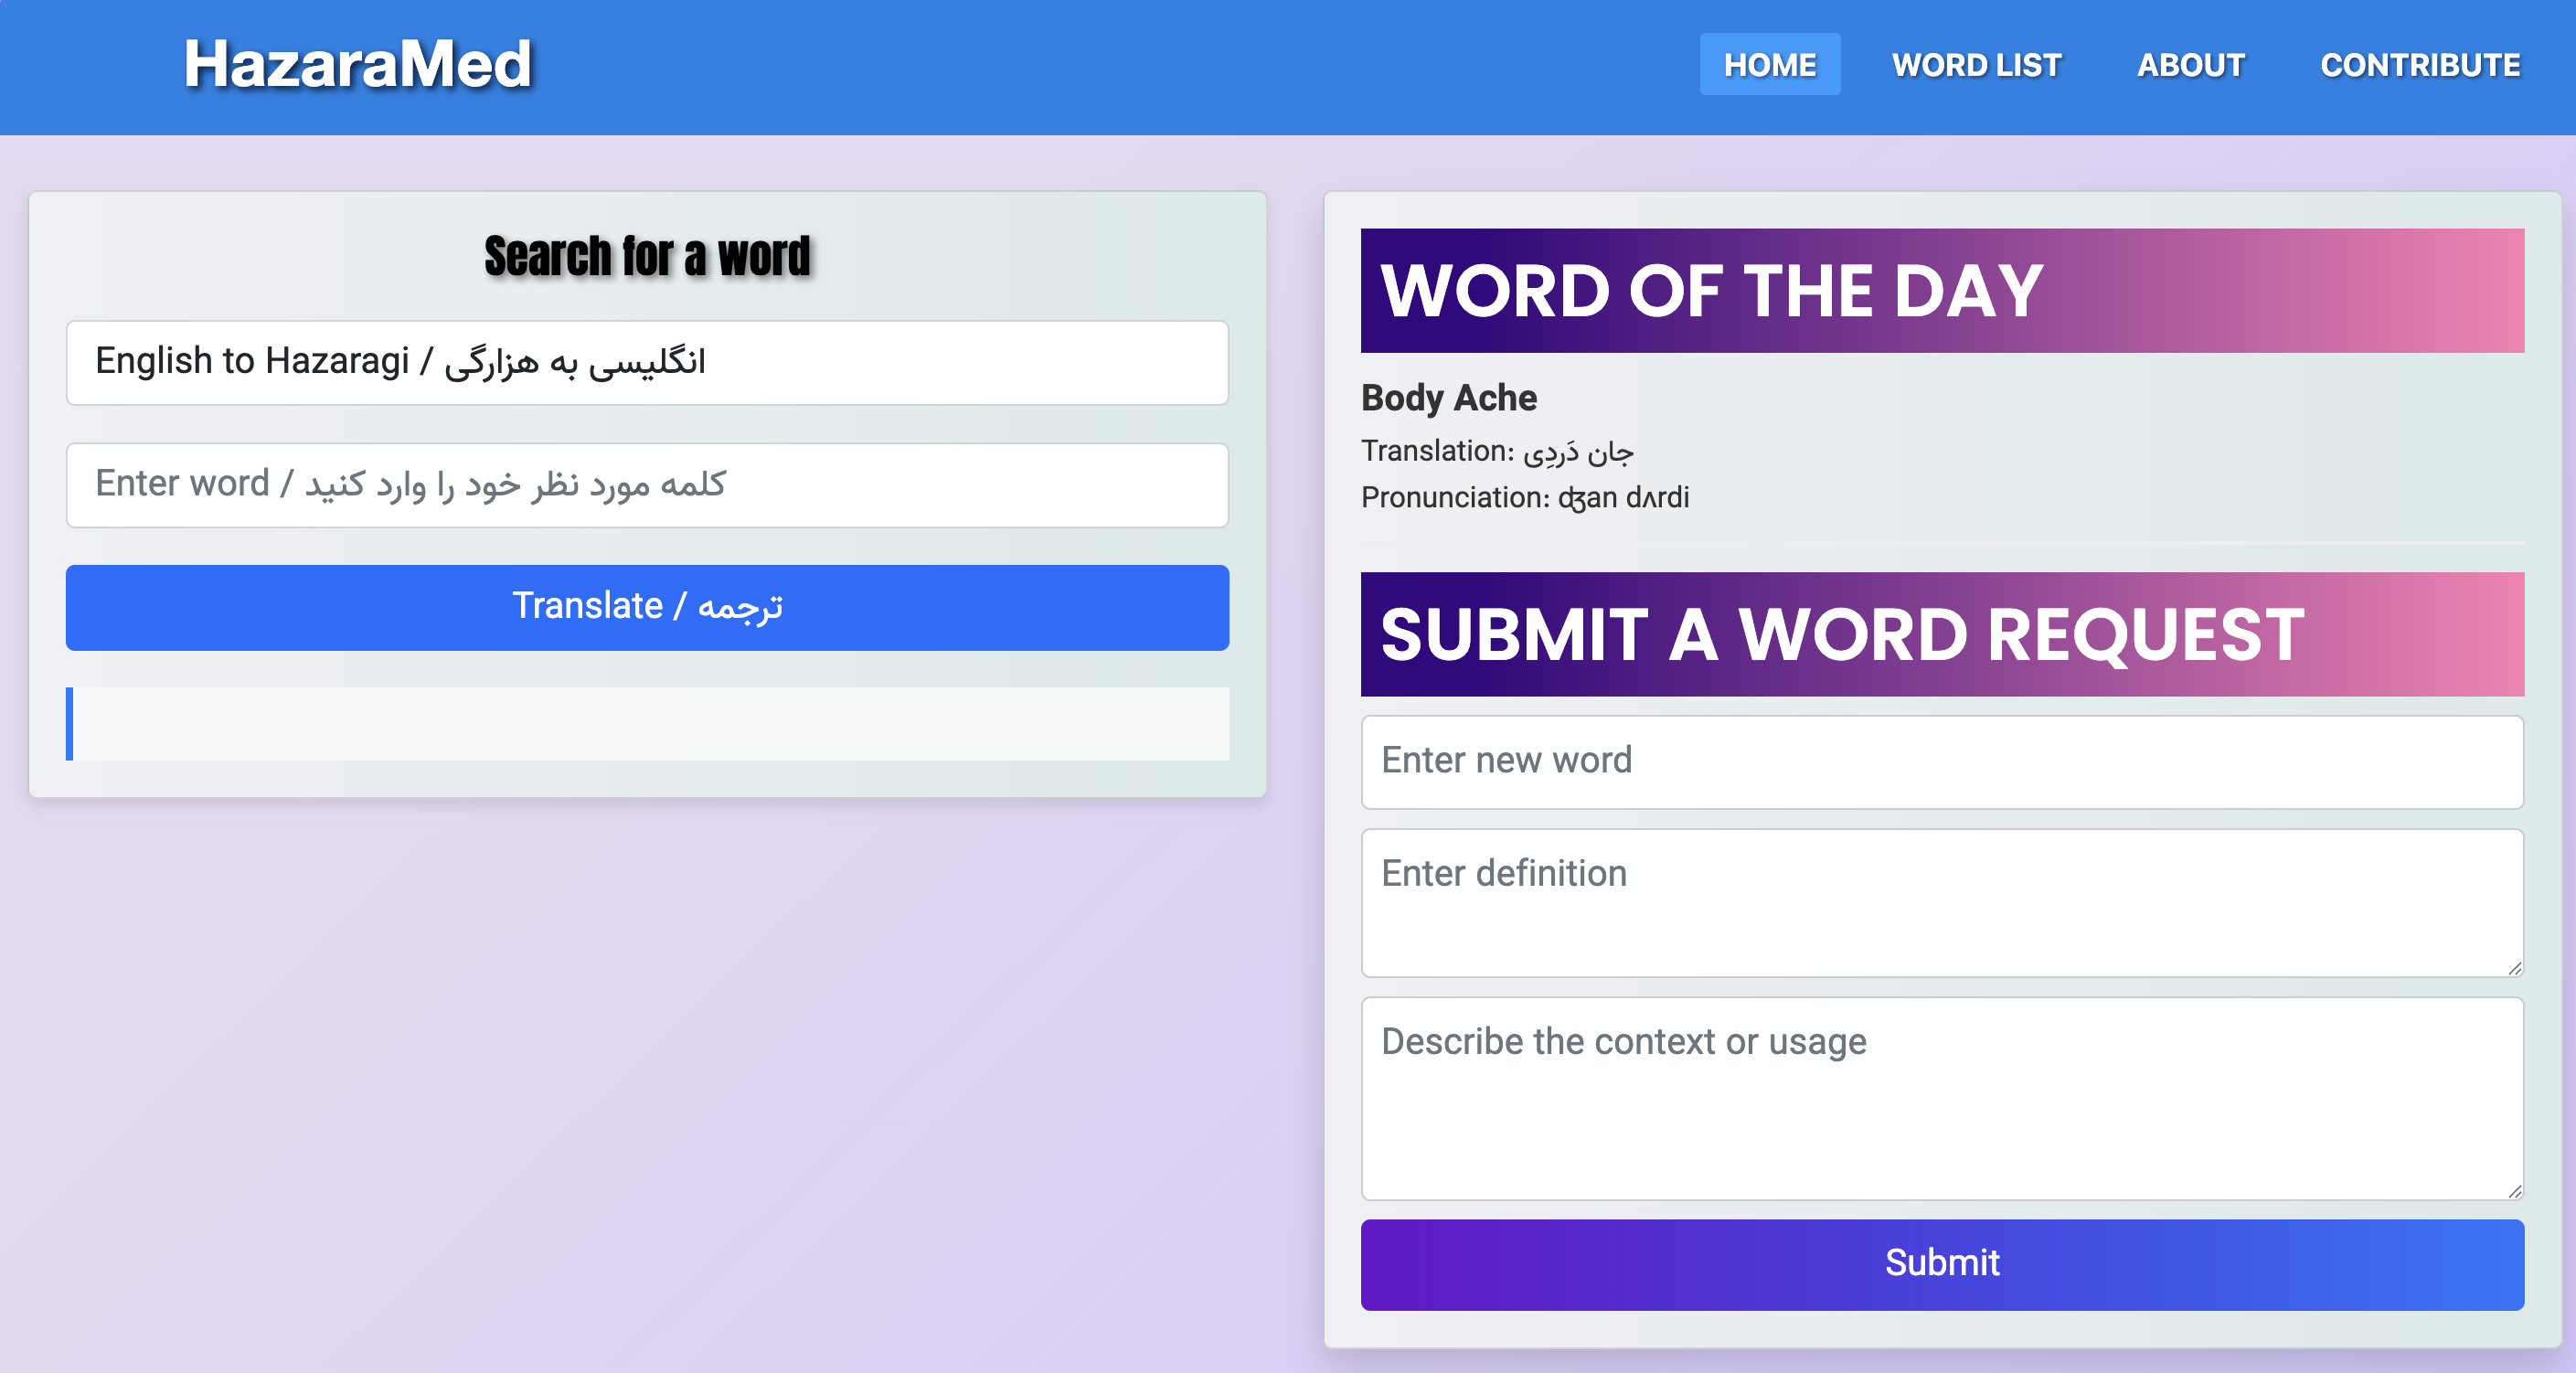 HazaraMed
HOME
WORD LIST
ABOUT
CONTRIBUTE
Search for a word
English to Hazaragi / انگلیسی به هزارگی
Enter word / کلمه مورد نظر خود را وارد کنید
Translate / ترجمه
WORD OF THE DAY
Body Ache
Translation: جان دَردِی
Pronunciation: ʤan dʌrdi
SUBMIT A WORD REQUEST
Enter new word
Enter definition
Describe the context or usage
Submit